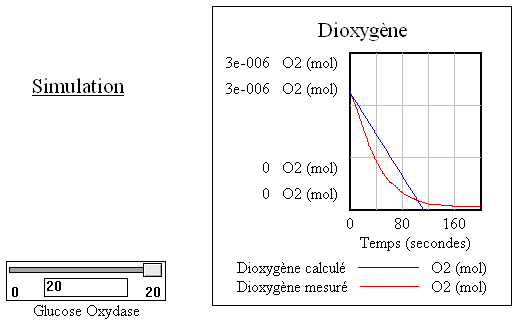 Dioxygène
3e-006 O2 (mol)
3e-006 O2 (mol)
Simulation
0 O2 (mol)
0 O2 (mol)
0 80 160
Temps (secondes)
Dioxygène calculé O2 (mol)
Dioxygène mesuré O2 (mol)
0 20 20
Glucose Oxydase